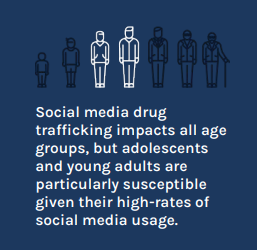 Social media drug
trafficking impacts all age
groups, but adolescents
and young adults are
particularly susceptible
given their high-rates of
social media usage.